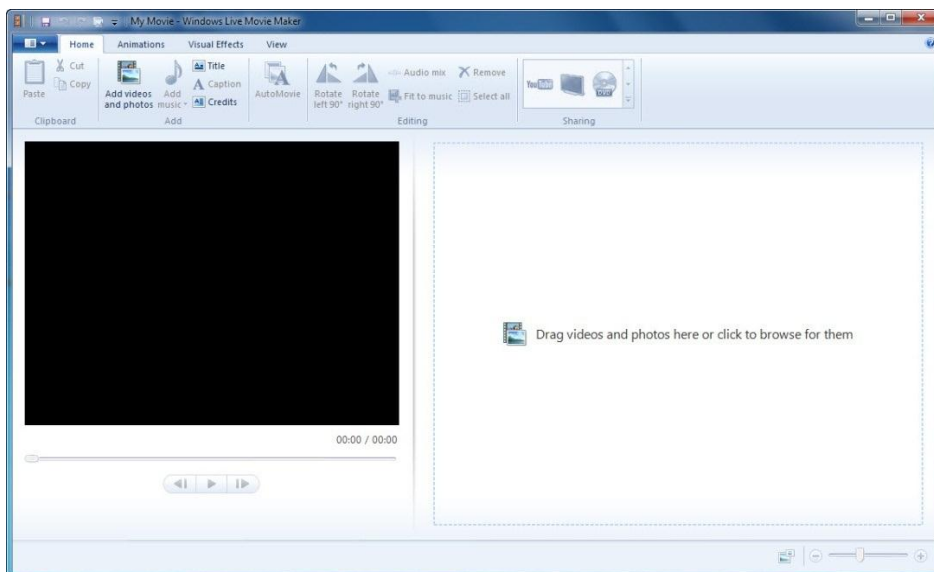 My Movie - Windows Live Movie Maker
Home Animations Visual Effects View
Paste
Cut
Copy
Clipboard
Add videos and photos
Add music
Title
Caption
Credits
Add
AutoMovie
Rotate left 90°
Rotate right 90°
Audio mix
Fit to music
Remove
Select all
Editing
YouTube
DVD
Sharing
Drag videos and photos here or click to browse for them
00:00 / 00:00